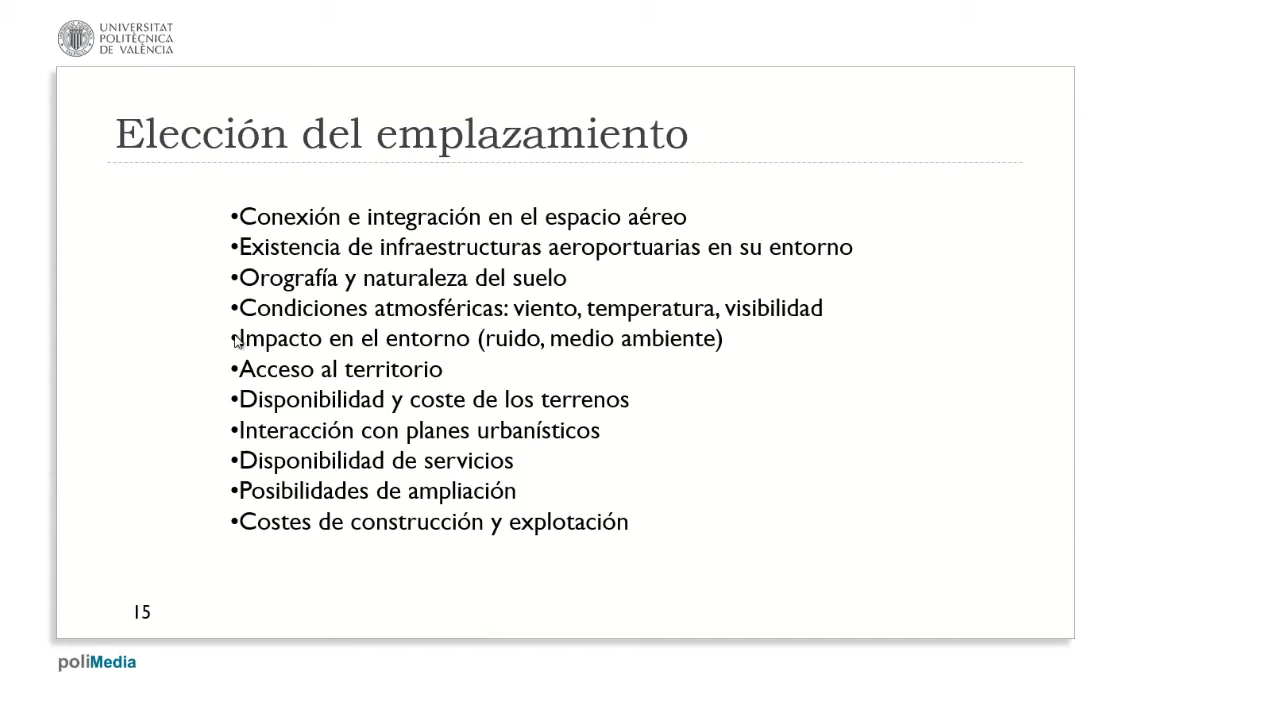 UNIVERSITAT
POLITÈCNICA
DE VALÈNCIA
Elección del emplazamiento
•Conexión e integración en el espacio aéreo
•Existencia de infraestructuras aeroportuarias en su entorno
•Orografía y naturaleza del suelo
•Condiciones atmosféricas: viento, temperatura, visibilidad
•Impacto en el entorno (ruido, medio ambiente)
•Acceso al territorio
•Disponibilidad y coste de los terrenos
•Interacción con planes urbanísticos
•Disponibilidad de servicios
•Posibilidades de ampliación
•Costes de construcción y explotación
15
poliMedia